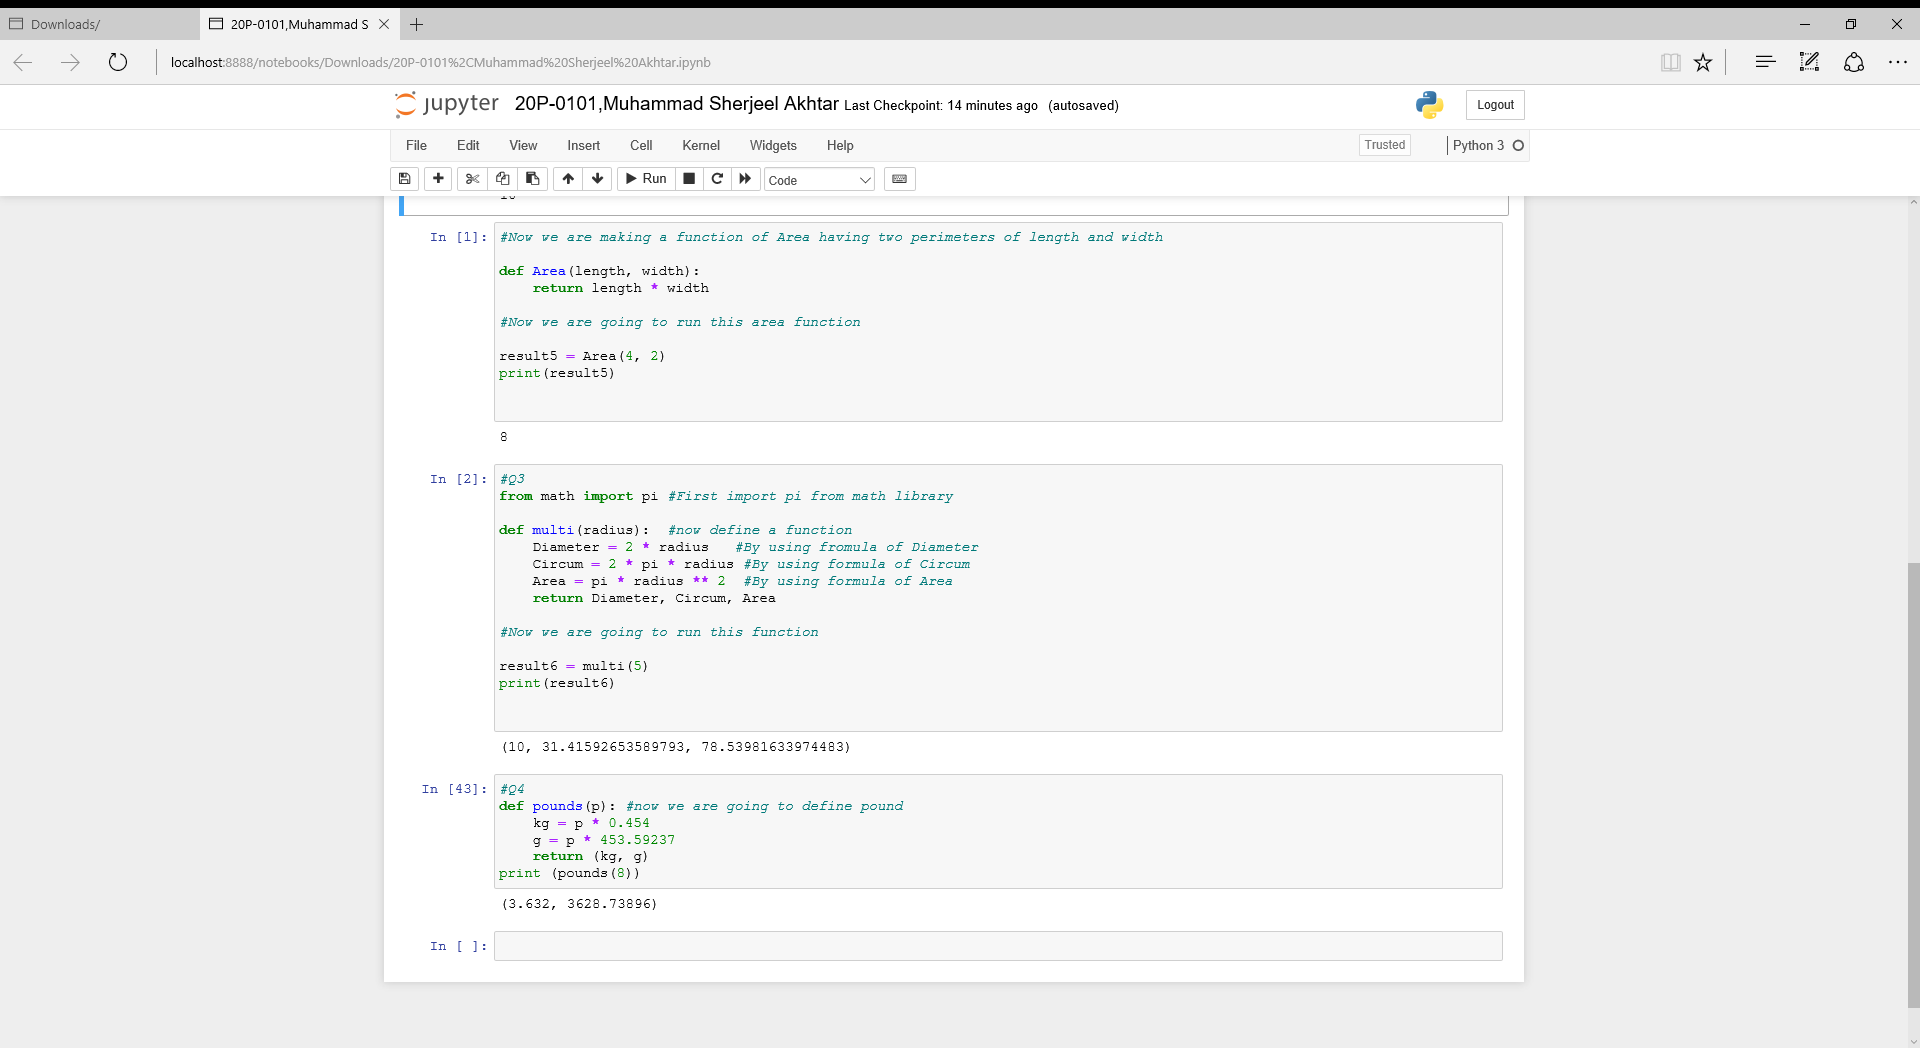 Downloads/
20P-0101,Muhammad S
localhost:8888/notebooks/Downloads/20P-0101%2CMuhammad%20Sherjeel%20Akhtar.ipynb
jupyter 20P-0101,Muhammad Sherjeel Akhtar Last Checkpoint: 14 minutes ago (autosaved)
Logout
File Edit View Insert Cell Kernel Widgets Help
Trusted
Python 3
Run
Code
In [1]: #Now we are making a function of Area having two perimeters of length and width
def Area(length, width):
return length * width
#Now we are going to run this area function
result5 = Area(4, 2)
print(result5)
8
In [2]: #Q3
from math import pi #First import pi from math library
def multi(radius): #now define a function
Diameter = 2 * radius #By using fromula of Diameter
Circum = 2 * pi * radius #By using formula of Circum
Area = pi * radius ** 2 #By using formula of Area
return Diameter, Circum, Area
#Now we are going to run this function
result6 = multi(5)
print(result6)
(10, 31.41592653589793, 78.53981633974483)
In [43]: #Q4
def pounds(p): #now we are going to define pound
kg = p * 0.454
g = p * 453.59237
return (kg, g)
print (pounds(8))
(3.632, 3628.73896)
In [ ]: